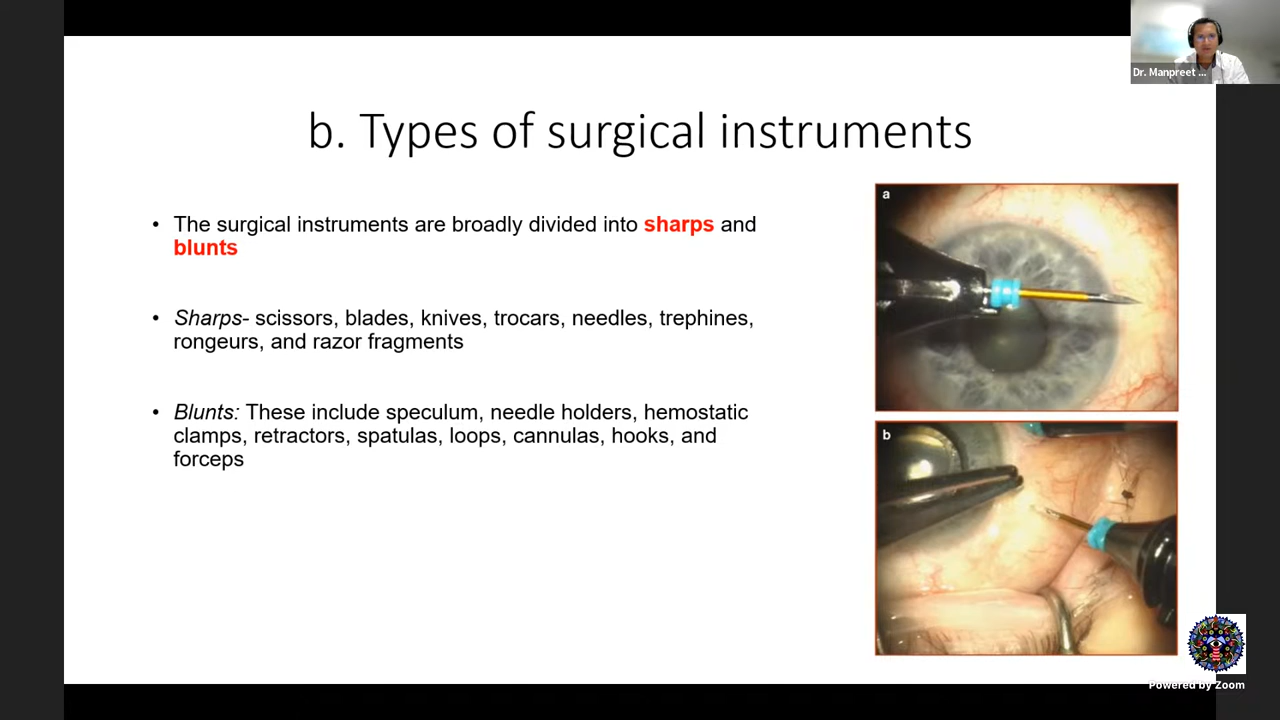 Dr. Manpreet ...
b. Types of surgical instruments
• The surgical instruments are broadly divided into sharps and
blunts
• Sharps- scissors, blades, knives, trocars, needles, trephines,
rongeurs, and razor fragments
• Blunts: These include speculum, needle holders, hemostatic
clamps, retractors, spatulas, loops, cannulas, hooks, and
forceps
a
b
Powered by Zoom